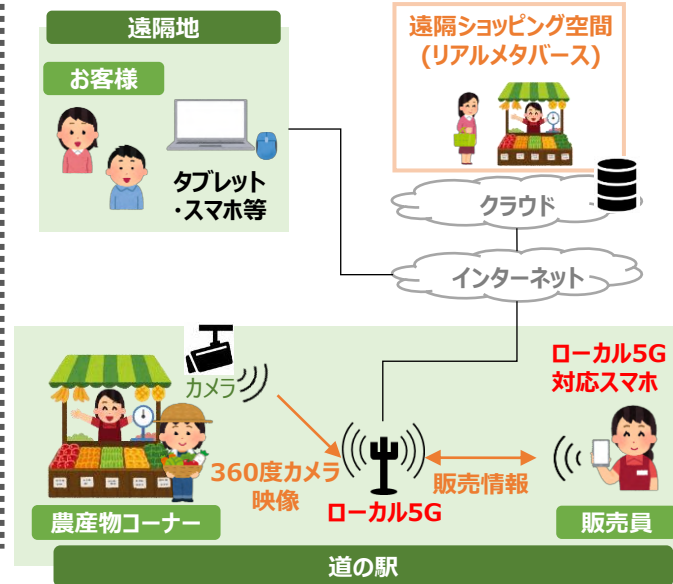 遠隔地
お客様
タブレット
・スマホ等
遠隔ショッピング空間
(リアルメタバース)
クラウド
インターネット
カメラ
ローカル5G
対応スマホ
360度カメラ
映像
ローカル5G
販売情報
農産物コーナー
販売員
道の駅